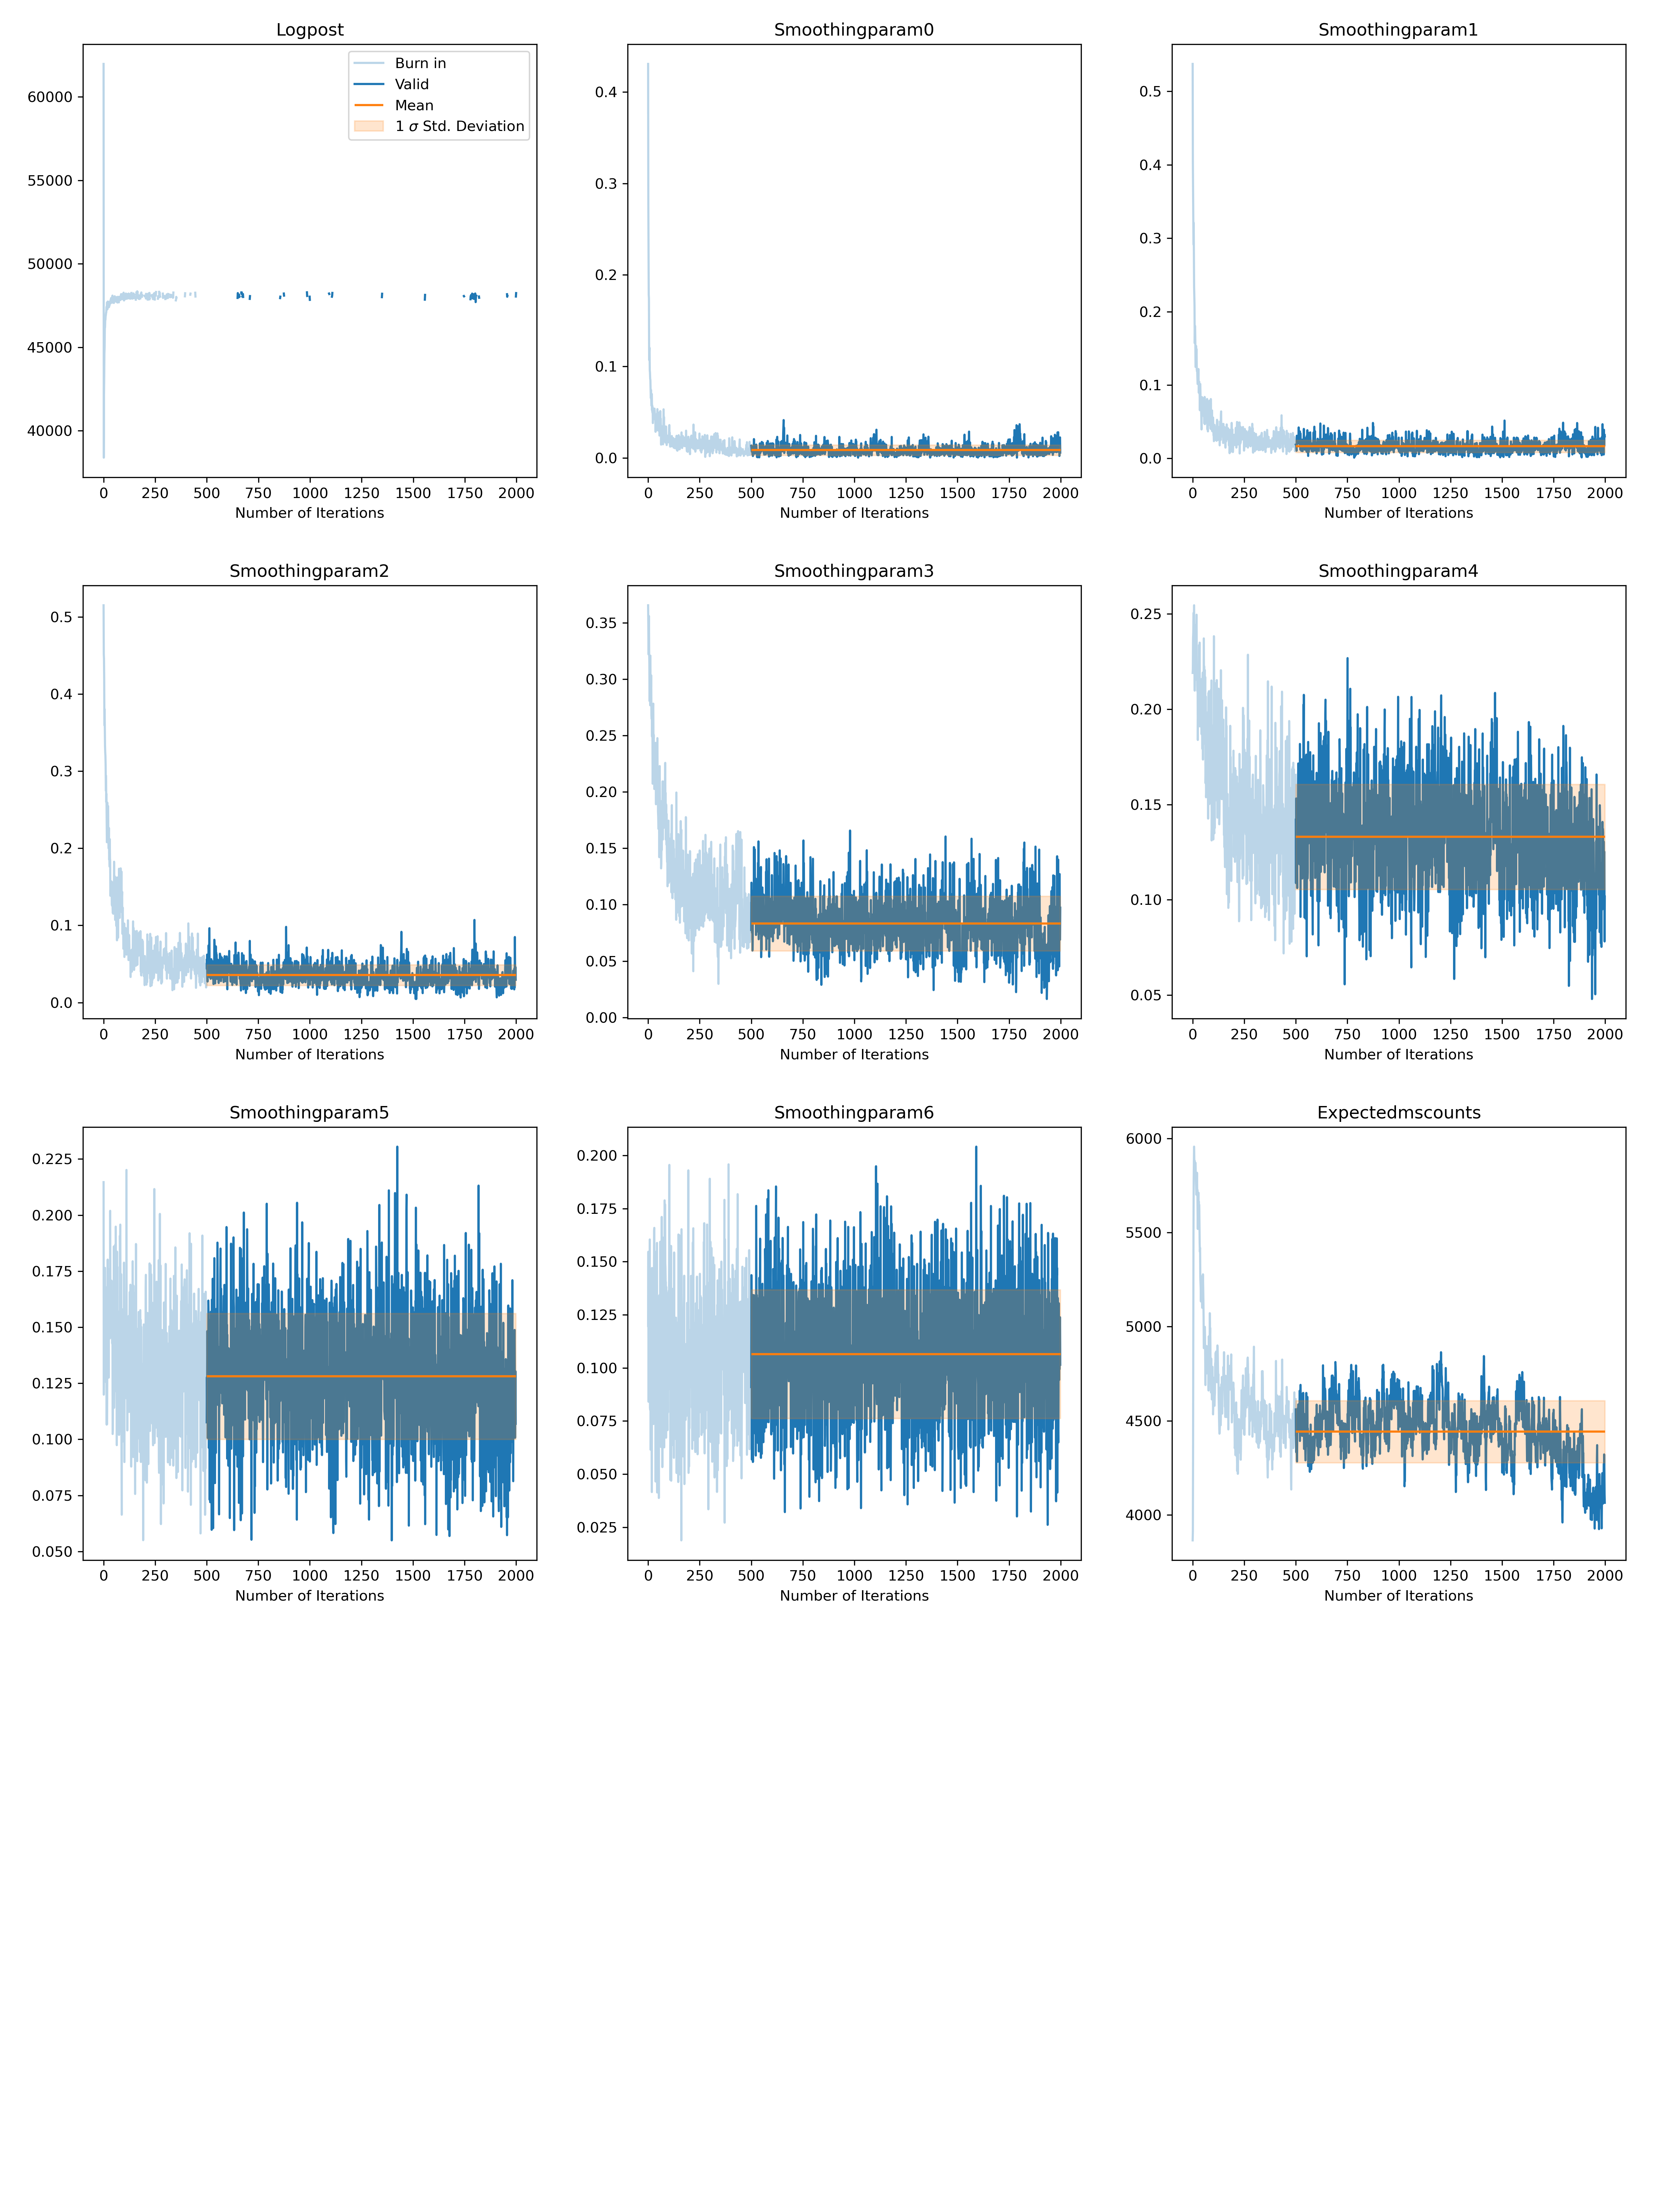 Logpost
Smoothingparam0
Smoothingparam1
Burn in
Valid
Mean
1 σ Std. Deviation
60000
55000
50000
45000
40000
0 250 500 750 1000 1250 1500 1750 2000
Number of Iterations
0.4
0.3
0.2
0.1
0.0
0 250 500 750 1000 1250 1500 1750 2000
Number of Iterations
0.5
0.4
0.3
0.2
0.1
0.0
0 250 500 750 1000 1250 1500 1750 2000
Number of Iterations
Smoothingparam2
Smoothingparam3
Smoothingparam4
0.5
0.4
0.3
0.2
0.1
0.0
0 250 500 750 1000 1250 1500 1750 2000
Number of Iterations
0.35
0.30
0.25
0.20
0.15
0.10
0.05
0.00
0 250 500 750 1000 1250 1500 1750 2000
Number of Iterations
0.25
0.20
0.15
0.10
0.05
0 250 500 750 1000 1250 1500 1750 2000
Number of Iterations
Smoothingparam5
Smoothingparam6
Expectedmscounts
0.225
0.200
0.175
0.150
0.125
0.100
0.075
0.050
0 250 500 750 1000 1250 1500 1750 2000
Number of Iterations
0.200
0.175
0.150
0.125
0.100
0.075
0.050
0.025
0 250 500 750 1000 1250 1500 1750 2000
Number of Iterations
6000
5500
5000
4500
4000
0 250 500 750 1000 1250 1500 1750 2000
Number of Iterations